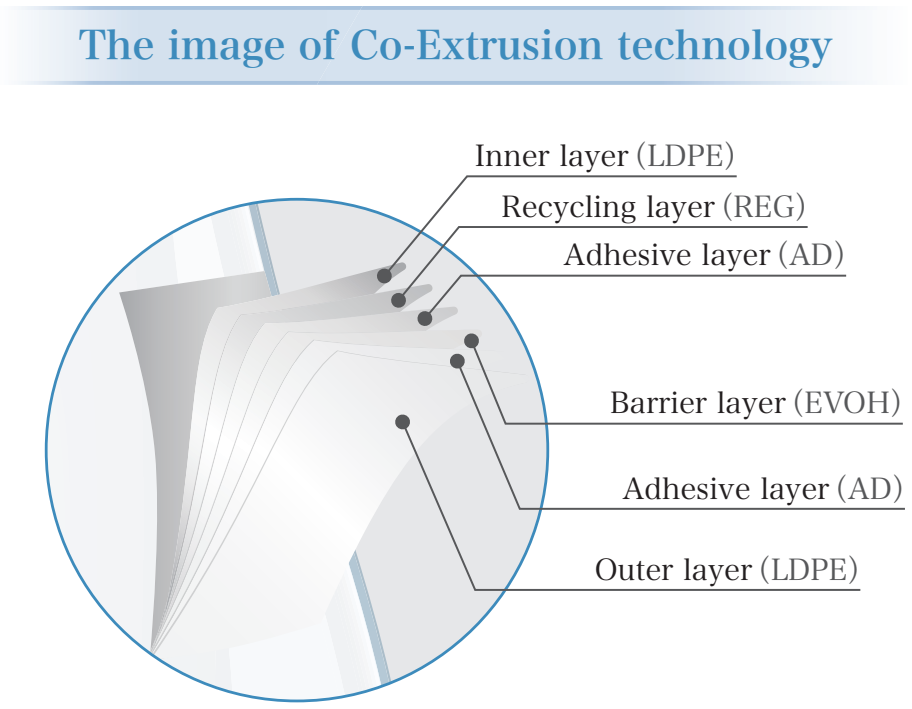 The image of Co-Extrusion technology
Inner layer (LDPE)
Recycling layer (REG)
Adhesive layer (AD)
Barrier layer (EVOH)
Adhesive layer (AD)
Outer layer (LDPE)